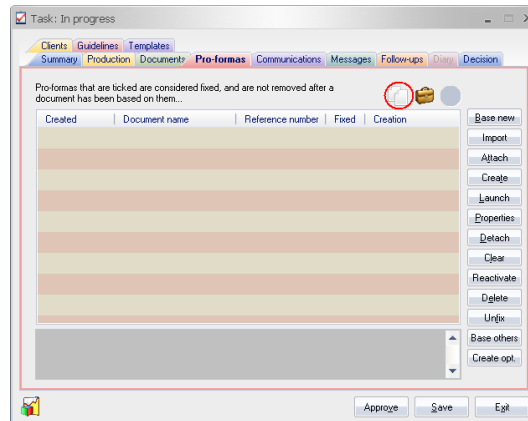 Task: In progress
Clients Guidelines Templates
Summary Production Documents Pro-formas Communications Messages Follow-ups Diary Decision
Pro-formas that are ticked are considered fixed, and are not removed after a
document has been based on them...
Created Document name Reference number Fixed Creation
Base new
Import
Attach
Create
Launch
Properties
Detach
Clear
Reactivate
Delete
Unfix
Base others
Create opt.
Approve Save Exit